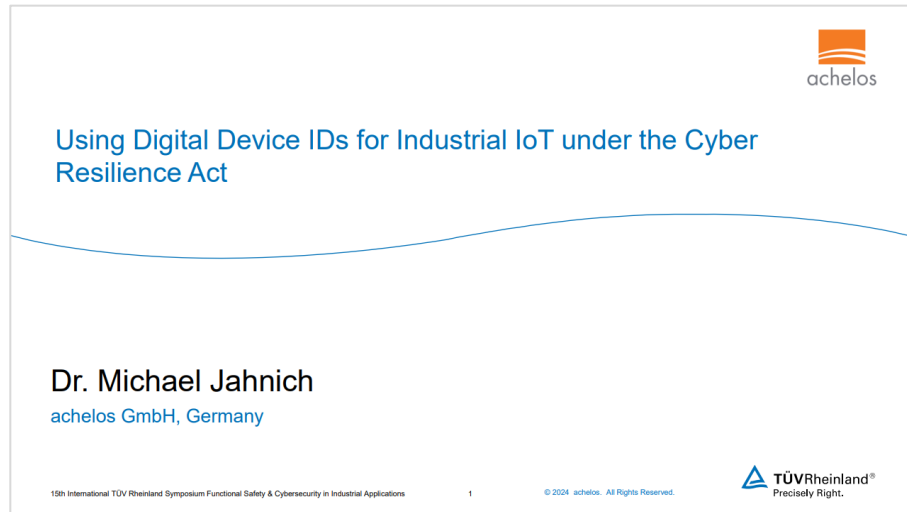 achelos
Using Digital Device IDs for Industrial IoT under the Cyber
Resilience Act
Dr. Michael Jahnich
achelos GmbH, Germany
15th International TÜV Rheinland Symposium Functional Safety & Cybersecurity in Industrial Applications
1
© 2024 achelos. All Rights Reserved.
TÜVRheinland®
Precisely Right.